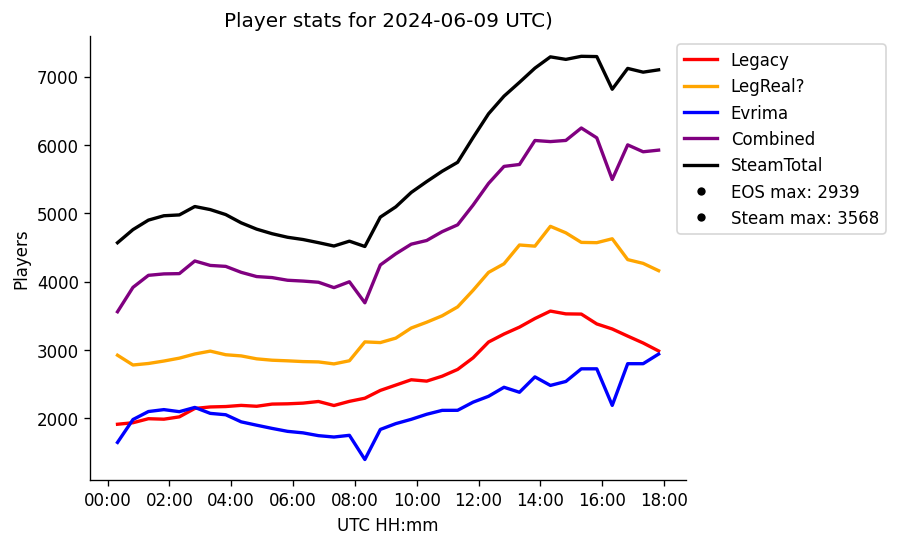 Player stats for 2024-06-09 UTC)
Legacy
LegReal?
Evrima
Combined
SteamTotal
EOS max: 2939
Steam max: 3568
Players
7000
6000
5000
4000
3000
2000
00:00 02:00 04:00 06:00 08:00 10:00 12:00 14:00 16:00 18:00
UTC HH:mm